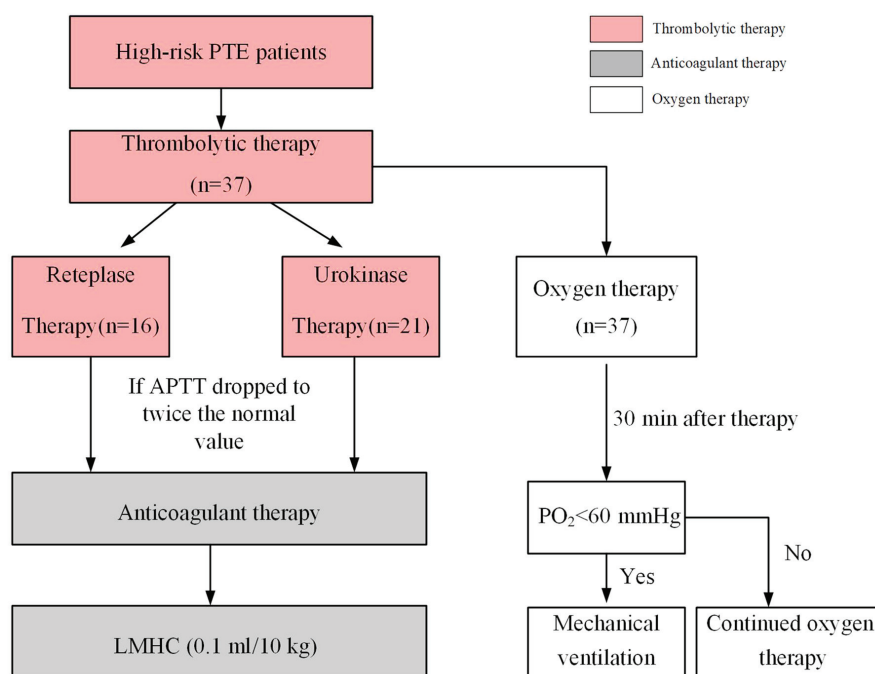 High-risk PTE patients
Thrombolytic therapy
Anticoagulant therapy
Oxygen therapy
Thrombolytic therapy
(n=37)
Reteplase
Therapy(n=16)
Urokinase
Therapy(n=21)
Oxygen therapy
(n=37)
If APTT dropped to
twice the normal
value
30 min after therapy
Anticoagulant therapy
PO₂<60 mmHg
No
Yes
LMHC (0.1 ml/10 kg)
Mechanical
ventilation
Continued oxygen
therapy